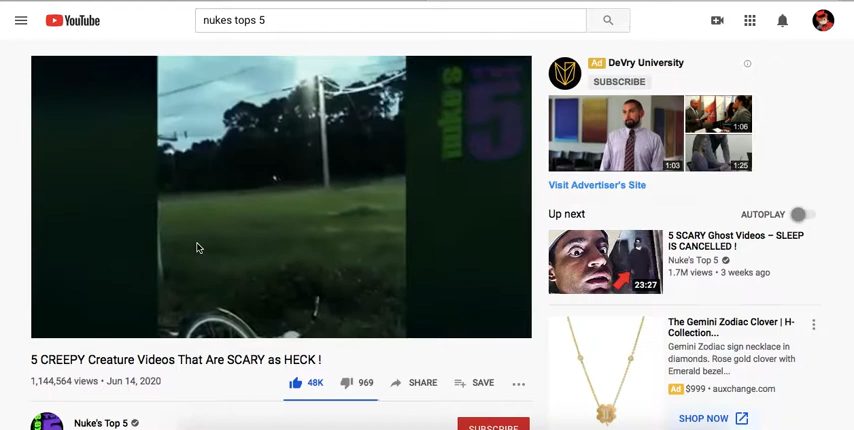 YouTube
nukes tops 5
nuke's
TOP
5
5 CREEPY Creature Videos That Are SCARY as HECK !
1,144,564 views • Jun 14, 2020
48K
969
SHARE
SAVE
Nuke's Top 5
SUBSCRIBE
Ad DeVry University
SUBSCRIBE
1:03
1:06
1:25
Visit Advertiser's Site
Up next
AUTOPLAY
23:27
5 SCARY Ghost Videos – SLEEP
IS CANCELLED !
Nuke's Top 5
1.7M views • 3 weeks ago
The Gemini Zodiac Clover | H-
Collection...
Gemini Zodiac sign necklace in
diamonds. Rose gold clover with
Emerald bezel...
Ad $999 • auxchange.com
SHOP NOW